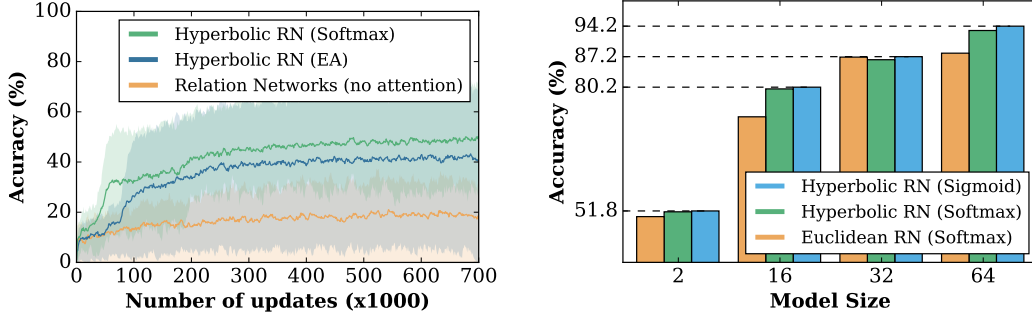 100
80
60
40
20
0
Acuracy (%)
Hyperbolic RN (Softmax)
Hyperbolic RN (EA)
Relation Networks (no attention)
0 100 200 300 400 500 600 700
Number of updates (x1000)
94.2
87.2
80.2
51.8
Accuracy (%)
Hyperbolic RN (Sigmoid)
Hyperbolic RN (Softmax)
Euclidean RN (Softmax)
2 16 32 64
Model Size